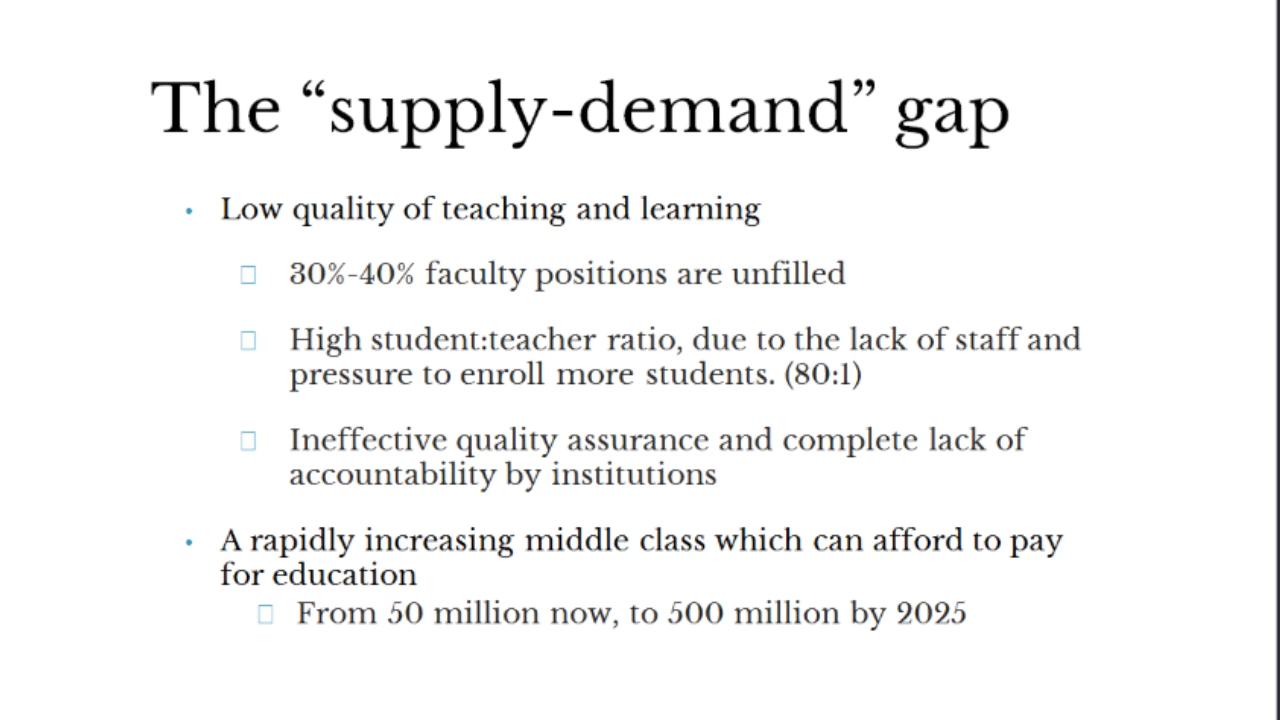 The “supply-demand” gap
• Low quality of teaching and learning
□ 30%-40% faculty positions are unfilled
□ High student:teacher ratio, due to the lack of staff and
pressure to enroll more students. (80:1)
□ Ineffective quality assurance and complete lack of
accountability by institutions
• A rapidly increasing middle class which can afford to pay
for education
□ From 50 million now, to 500 million by 2025